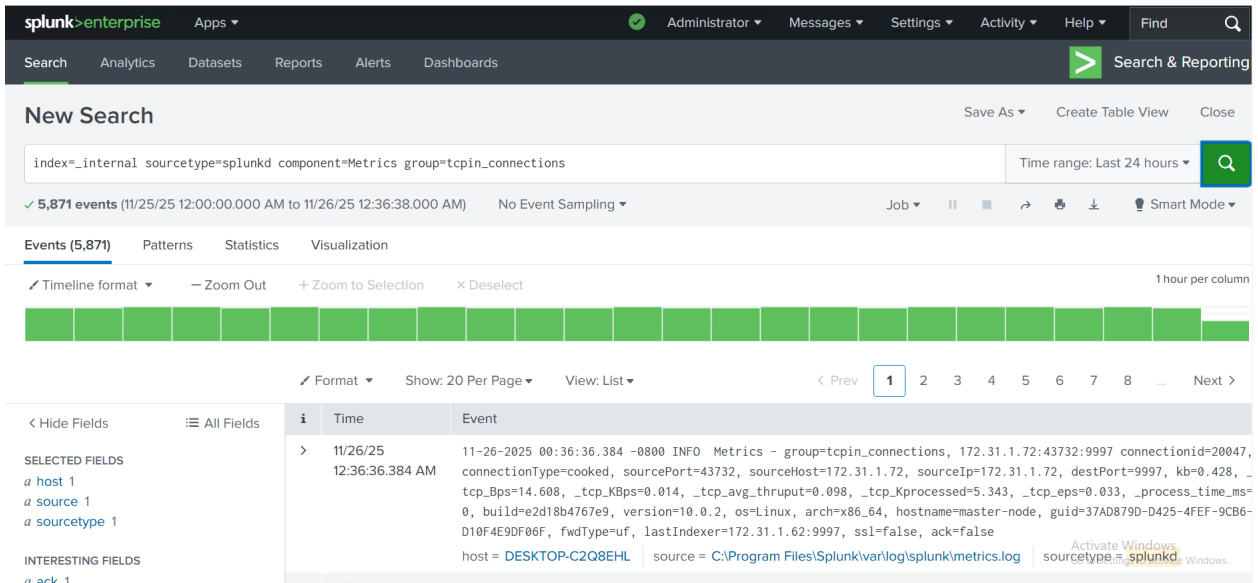 splunk>enterprise Apps Administrator Messages Settings Activity Help Find
Search Analytics Datasets Reports Alerts Dashboards Search & Reporting
New Search Save As Create Table View Close
index=_internal sourcetype=splunkd component=Metrics group=tcpin_connections Time range: Last 24 hours
5,871 events (11/25/25 12:00:00.000 AM to 11/26/25 12:36:38.000 AM) No Event Sampling Job Smart Mode
Events (5,871) Patterns Statistics Visualization
Timeline format — Zoom Out + Zoom to Selection × Deselect 1 hour per column
Format Show: 20 Per Page View: List < Prev 1 2 3 4 5 6 7 8 ... Next >
< Hide Fields All Fields i Time Event
SELECTED FIELDS
a host 1
a source 1
a sourcetype 1
INTERESTING FIELDS
a ack 1
> 11/26/25
12:36:36.384 AM
11-26-2025 00:36:36.384 -0800 INFO Metrics - group=tcpin_connections, 172.31.1.72:43732:9997 connectionid=20047,
connectionType=cooked, sourcePort=43732, sourceHost=172.31.1.72, sourceIp=172.31.1.72, destPort=9997, kb=0.428, _
tcp_Bps=14.608, _tcp_KBps=0.014, _tcp_avg_thruput=0.098, _tcp_Kprocessed=5.343, _tcp_eps=0.033, _process_time_ms=
0, build=e2d18b4767e9, version=10.0.2, os=Linux, arch=x86_64, hostname=master-node, guid=37AD879D-D425-4FEF-9CB6-
D10F4E9DF06F, fwdType=uf, lastIndexer=172.31.1.62:9997, ssl=false, ack=false
host = DESKTOP-C2Q8EHL source = C:\Program Files\Splunk\var\log\splunk\metrics.log sourcetype = splunkd
Activate Windows
Go to Settings to activate Windows.